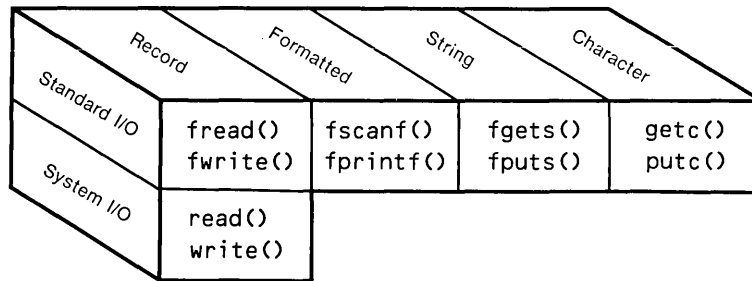 Record
Formatted
String
Character
Standard I/O
fread()
fwrite()
fscanf()
fprintf()
fgets()
fputs()
getc()
putc()
System I/O
read()
write()